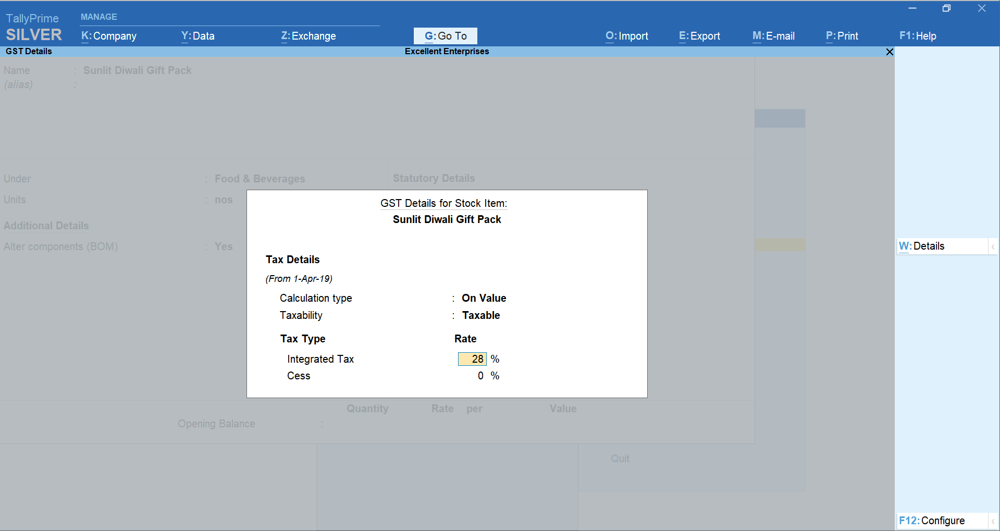 TallyPrime
SILVER
MANAGE
K: Company
Y: Data
Z: Exchange
G: Go To
O: Import
E: Export
M: E-mail
P: Print
F1: Help
GST Details
Excellent Enterprises
Name : Sunlit Diwali Gift Pack
(alias) :
Under : Food & Beverages
Statutory Details
Units : nos
Additional Details
Alter components (BOM) : Yes
GST Details for Stock Item:
Sunlit Diwali Gift Pack
Tax Details
(From 1-Apr-19)
Calculation type : On Value
Taxability : Taxable
Tax Type Rate
Integrated Tax 28 %
Cess 0 %
Quantity Rate per Value
Opening Balance :
Quit
W: Details
F12: Configure